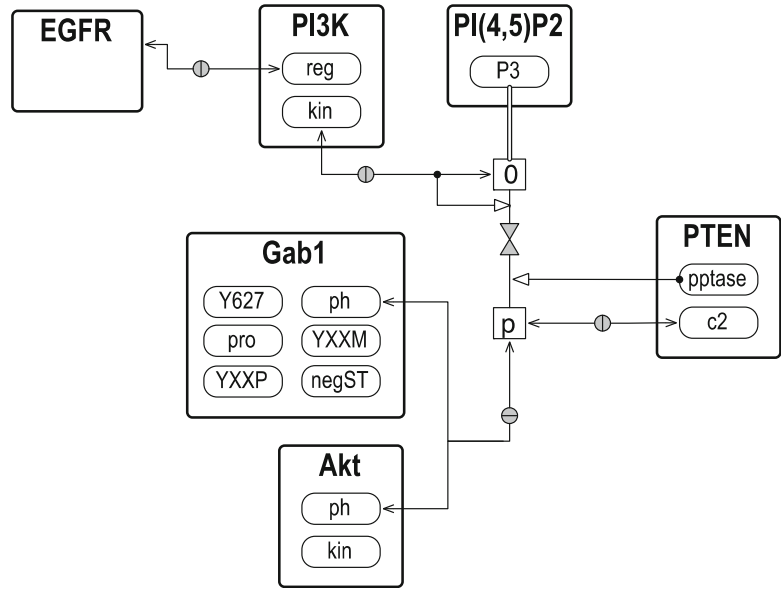 EGFR
PI3K
reg
kin
PI(4,5)P2
P3
0
p
PTEN
pptase
c2
Gab1
Y627
ph
pro
YXXM
YXXP
negST
Akt
ph
kin